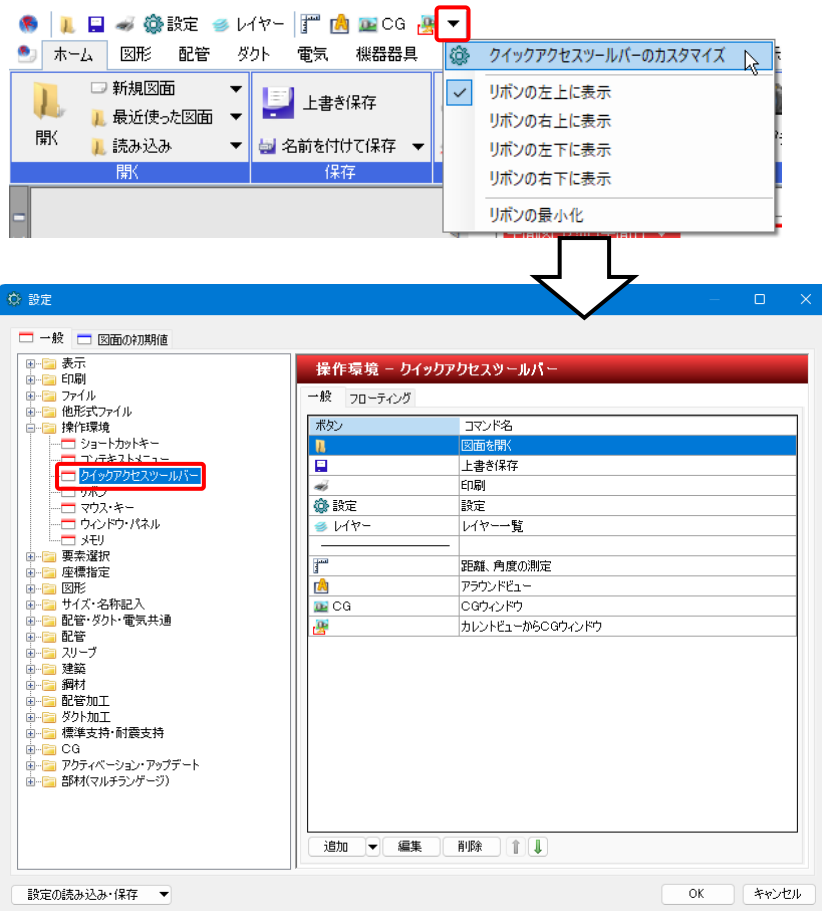 設定 レイヤー CG
ホーム 図形 配管 ダクト 電気 機器器具
クイックアクセスツールバーのカスタマイズ
リボンの左上に表示
リボンの右上に表示
リボンの左下に表示
リボンの右下に表示
リボンの最小化
開く
新規図面
最近使った図面
読み込み
開く
上書き保存
名前を付けて保存
保存
設定
一般 図面の初期値
表示
印刷
ファイル
他形式ファイル
操作環境
ショートカットキー
コンテキストメニュー
クイックアクセスツールバー
リボン
マウス・キー
ウィンドウ・パネル
メモリ
要素選択
座標指定
図形
サイズ・名称記入
配管・ダクト・電気共通
配管
スリーブ
建築
鋼材
配管加工
ダクト加工
標準支持・耐震支持
CG
アクティベーション・アップデート
部材(マルチランゲージ)
操作環境 - クイックアクセスツールバー
一般 フローティング
ボタン コマンド名
図面を開く
上書き保存
印刷
設定 設定
レイヤー レイヤー一覧
距離、角度の測定
アラウンドビュー
CG CGウィンドウ
カレントビューからCGウィンドウ
追加 編集 削除
設定の読み込み・保存 OK キャンセル